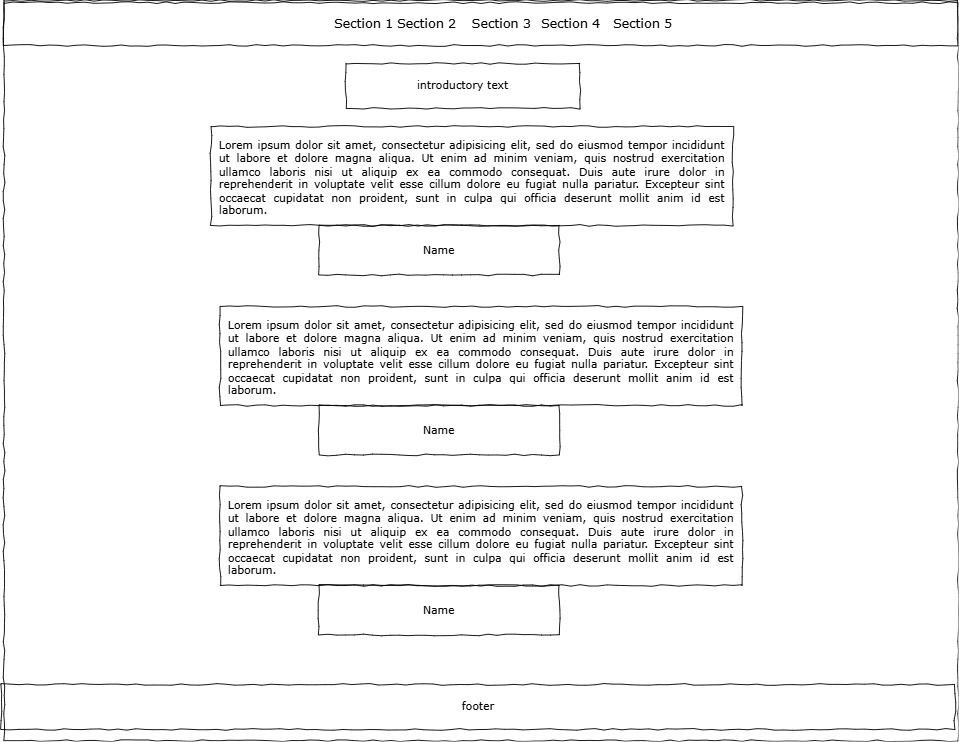 Section 1 Section 2 Section 3 Section 4 Section 5
introductory text
Lorem ipsum dolor sit amet, consectetur adipisicing elit, sed do eiusmod tempor incididunt
ut labore et dolore magna aliqua. Ut enim ad minim veniam, quis nostrud exercitation
ullamco laboris nisi ut aliquip ex ea commodo consequat. Duis aute irure dolor in
reprehenderit in voluptate velit esse cillum dolore eu fugiat nulla pariatur. Excepteur sint
occaecat cupidatat non proident, sunt in culpa qui officia deserunt mollit anim id est
laborum.
Name
Lorem ipsum dolor sit amet, consectetur adipisicing elit, sed do eiusmod tempor incididunt
ut labore et dolore magna aliqua. Ut enim ad minim veniam, quis nostrud exercitation
ullamco laboris nisi ut aliquip ex ea commodo consequat. Duis aute irure dolor in
reprehenderit in voluptate velit esse cillum dolore eu fugiat nulla pariatur. Excepteur sint
occaecat cupidatat non proident, sunt in culpa qui officia deserunt mollit anim id est
laborum.
Name
Lorem ipsum dolor sit amet, consectetur adipisicing elit, sed do eiusmod tempor incididunt
ut labore et dolore magna aliqua. Ut enim ad minim veniam, quis nostrud exercitation
ullamco laboris nisi ut aliquip ex ea commodo consequat. Duis aute irure dolor in
reprehenderit in voluptate velit esse cillum dolore eu fugiat nulla pariatur. Excepteur sint
occaecat cupidatat non proident, sunt in culpa qui officia deserunt mollit anim id est
laborum.
Name
footer